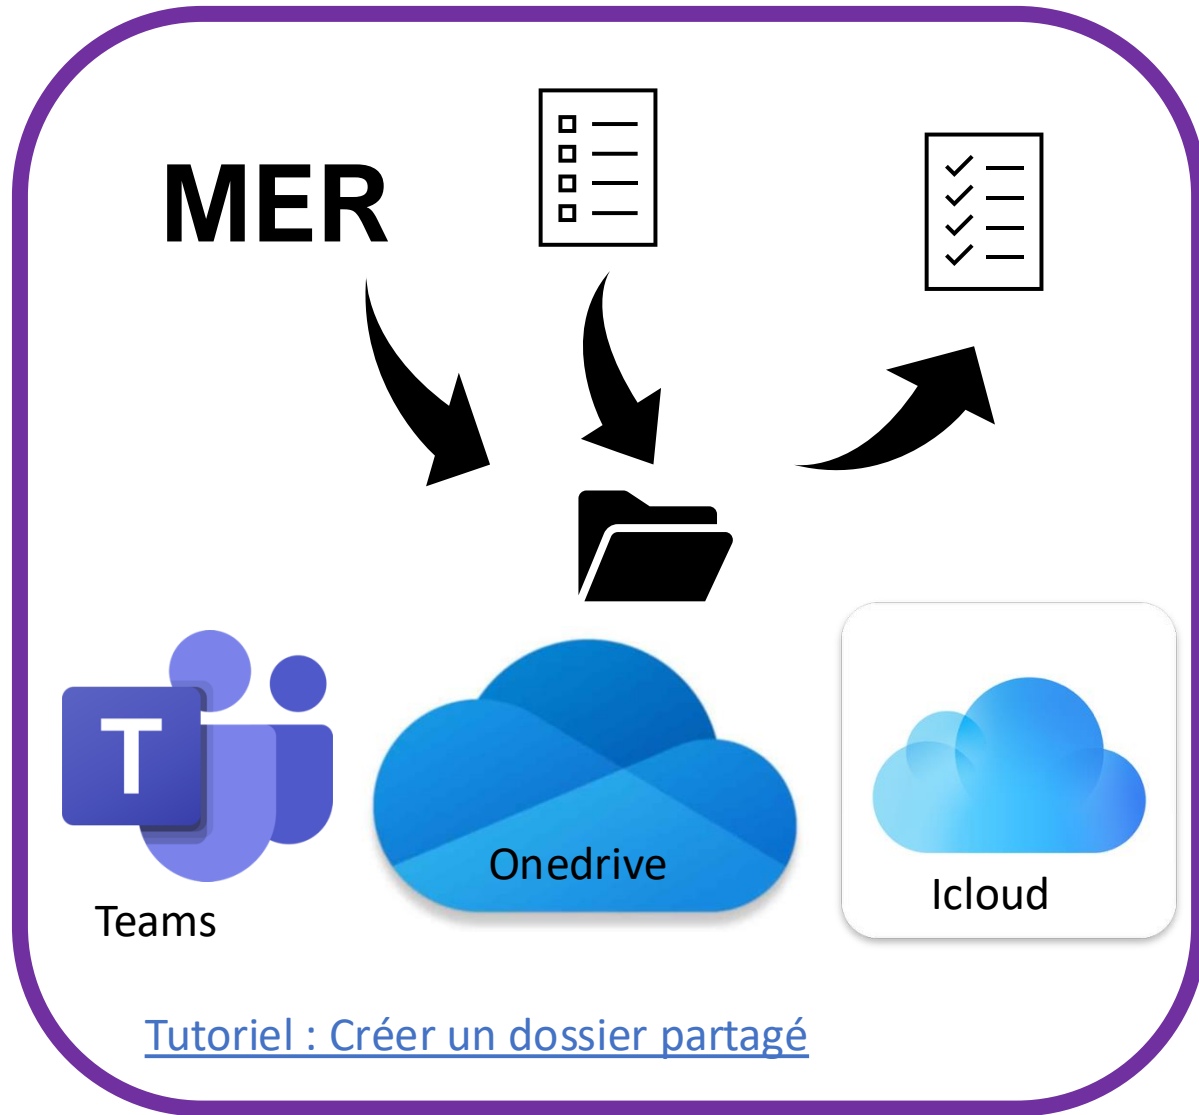 MER
T
Onedrive
Icloud
Teams
Tutoriel : Créer un dossier partagé